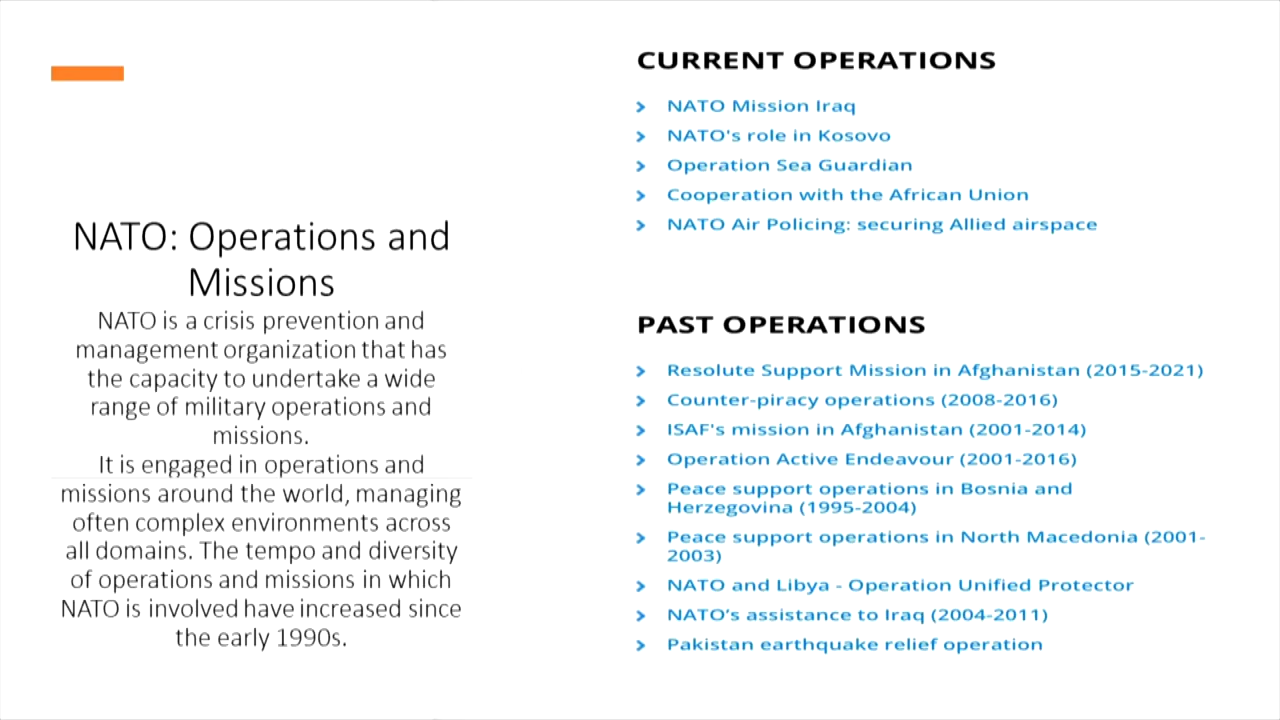 NATO: Operations and
Missions
NATO is a crisis prevention and
management organization that has
the capacity to undertake a wide
range of military operations and
missions.
It is engaged in operations and
missions around the world, managing
often complex environments across
all domains. The tempo and diversity
of operations and missions in which
NATO is involved have increased since
the early 1990s.
CURRENT OPERATIONS
NATO Mission Iraq
NATO's role in Kosovo
Operation Sea Guardian
Cooperation with the African Union
NATO Air Policing: securing Allied airspace
PAST OPERATIONS
Resolute Support Mission in Afghanistan (2015-2021)
Counter-piracy operations (2008-2016)
ISAF's mission in Afghanistan (2001-2014)
Operation Active Endeavour (2001-2016)
Peace support operations in Bosnia and
Herzegovina (1995-2004)
Peace support operations in North Macedonia (2001-
2003)
NATO and Libya - Operation Unified Protector
NATO’s assistance to Iraq (2004-2011)
Pakistan earthquake relief operation